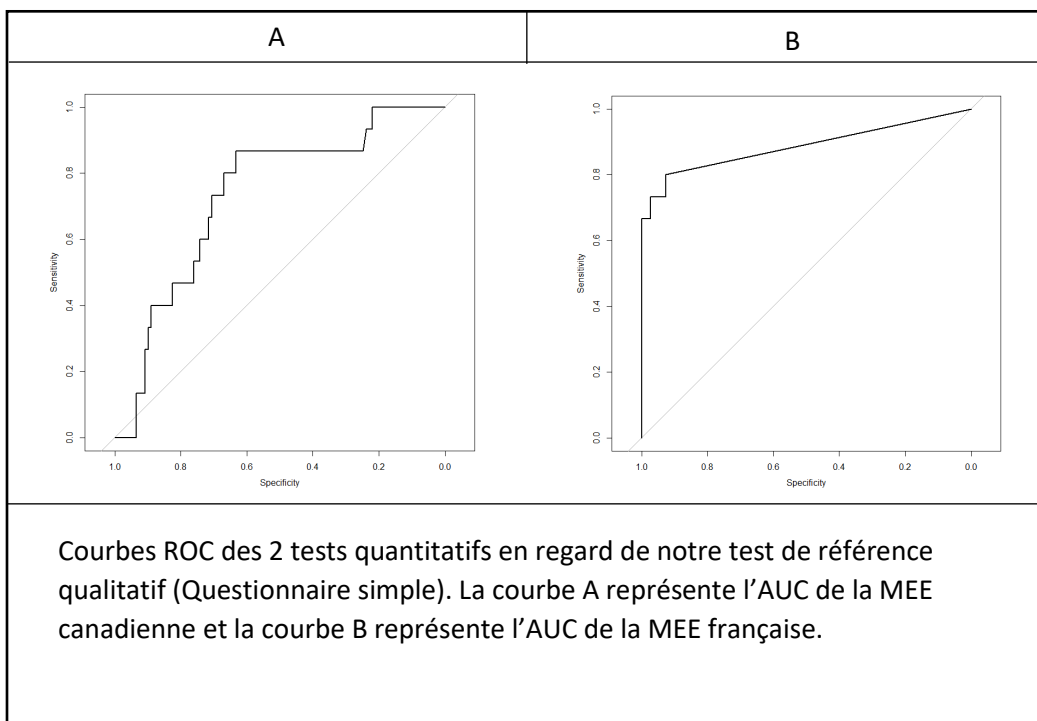 A
B
1.0
0.8
0.6
0.4
0.2
0.0
Sensitivity
1.0 0.8 0.6 0.4 0.2 0.0
Specificity
1.0
0.8
0.6
0.4
0.2
0.0
Sensitivity
1.0 0.8 0.6 0.4 0.2 0.0
Specificity
Courbes ROC des 2 tests quantitatifs en regard de notre test de référence
qualitatif (Questionnaire simple). La courbe A représente l’AUC de la MEE
canadienne et la courbe B représente l’AUC de la MEE française.